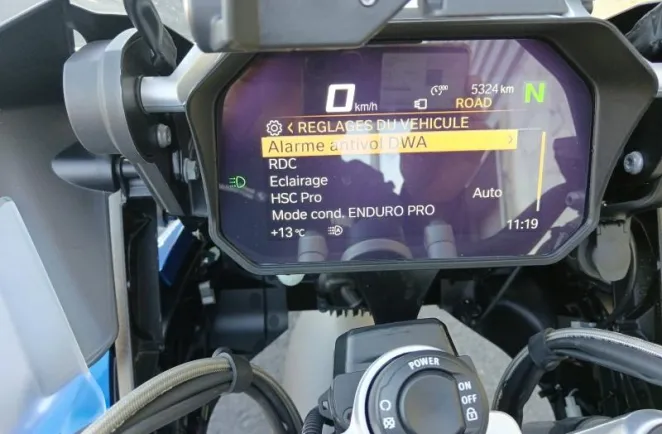 0 km/h
5324 km
ROAD
N
< REGLAGES DU VEHICULE
Alarme antivol DWA >
RDC
Eclairage
HSC Pro Auto
Mode cond. ENDURO PRO
+13 °C
11:19
POWER
ON
OFF